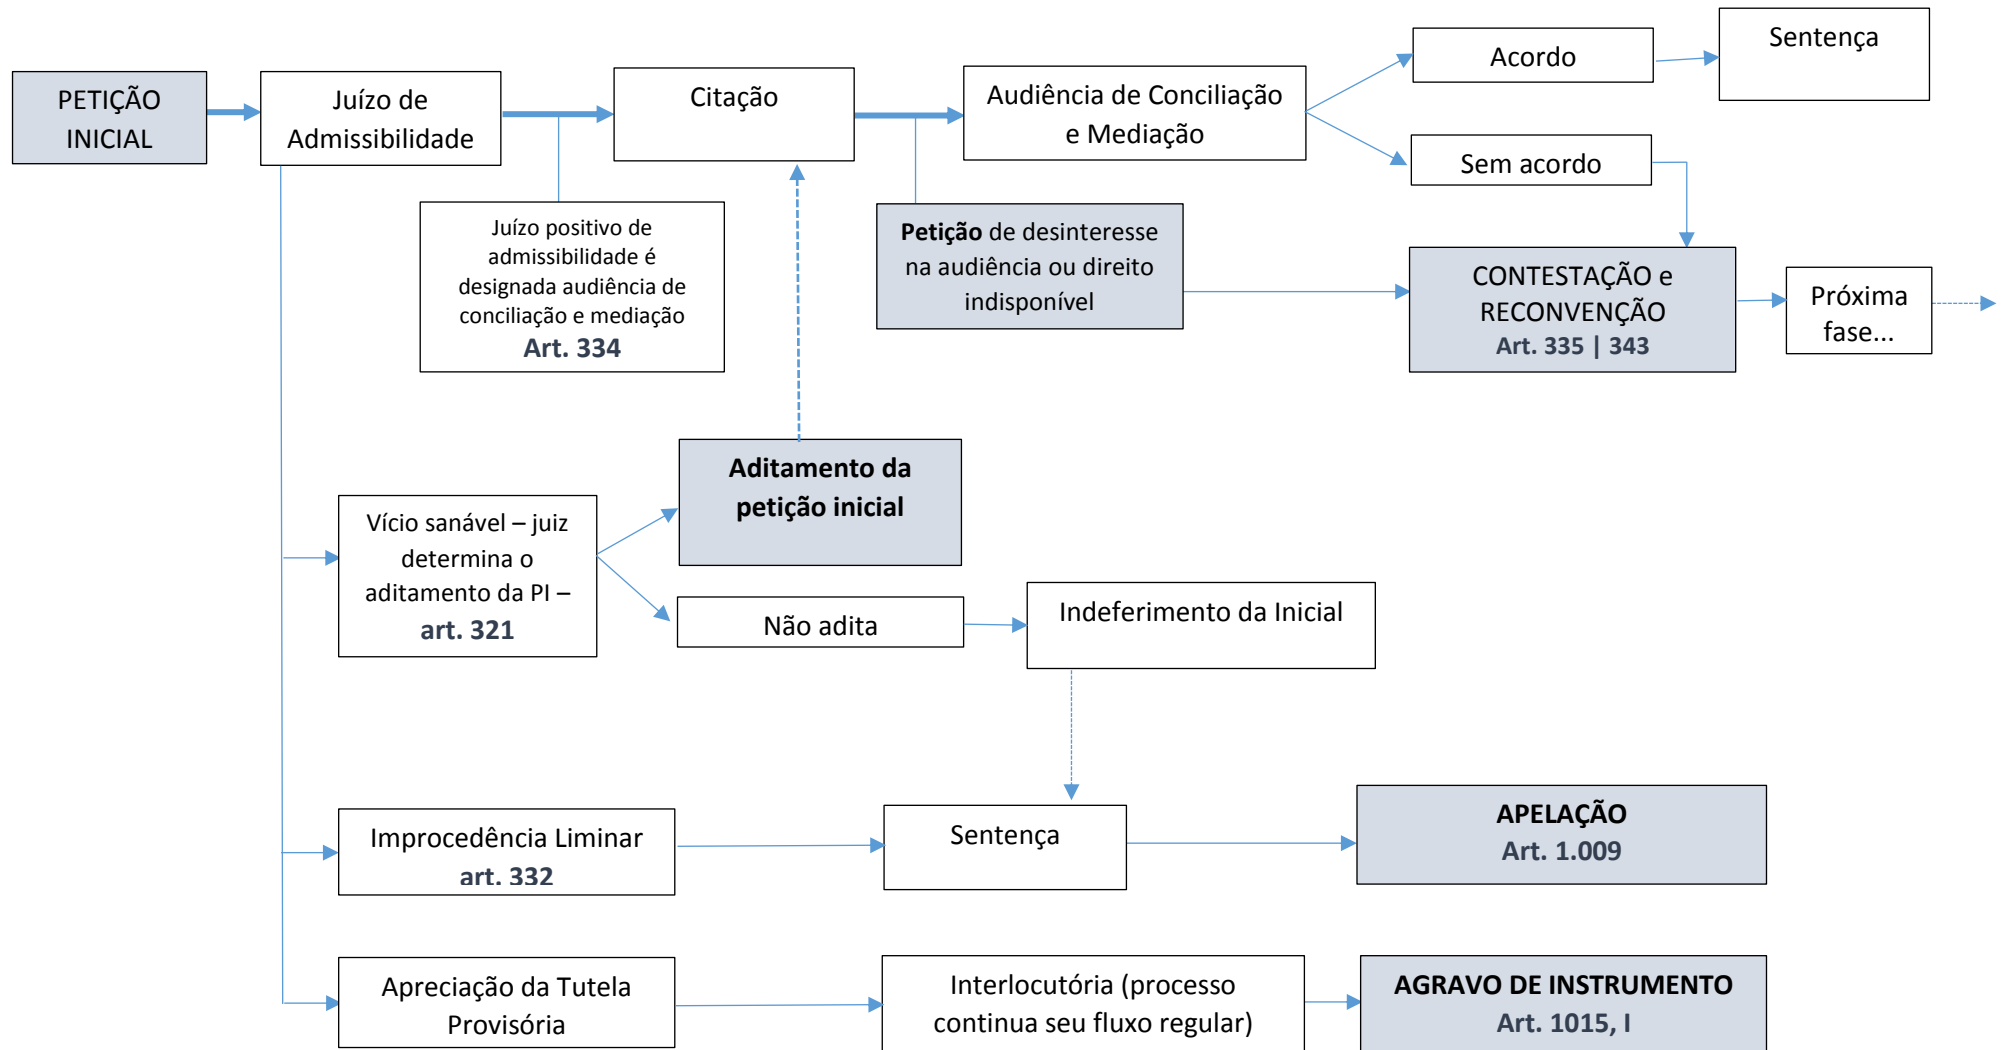 PETIÇÃO
INICIAL
Juízo de
Admissibilidade
Citação
Audiência de Conciliação
e Mediação
Acordo
Sentença
Sem acordo
Juízo positivo de
admissibilidade é
designada audiência de
conciliação e mediação
Art. 334
Petição de desinteresse
na audiência ou direito
indisponível
CONTESTAÇÃO e
RECONVENÇÃO
Art. 335 | 343
Próxima
fase...
Vício sanável – juiz
determina o
aditamento da PI –
art. 321
Aditamento da
petição inicial
Não adita
Indeferimento da Inicial
Improcedência Liminar
art. 332
Sentença
APELAÇÃO
Art. 1.009
Apreciação da Tutela
Provisória
Interlocutória (processo
continua seu fluxo regular)
AGRAVO DE INSTRUMENTO
Art. 1015, I